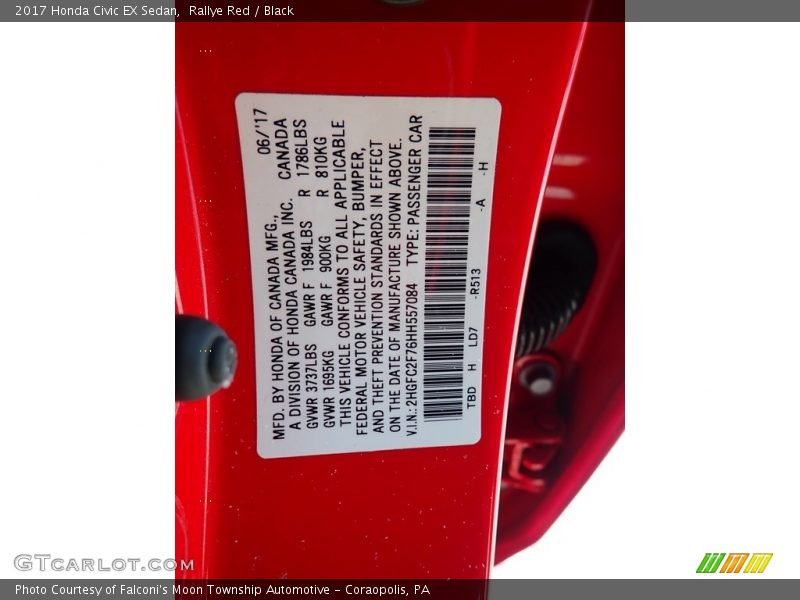 2017 Honda Civic EX Sedan,  Rallye Red / Black
MFD. BY HONDA OF CANADA MFG., 06/'17
A DIVISION OF HONDA CANADA INC. CANADA
GVWR 3737LBS GAWR F 1984LBS R 1786LBS
GVWR 1695KG GAWR F 900KG R 810KG
THIS VEHICLE CONFORMS TO ALL APPLICABLE
FEDERAL MOTOR VEHICLE SAFETY, BUMPER,
AND THEFT PREVENTION STANDARDS IN EFFECT
ON THE DATE OF MANUFACTURE SHOWN ABOVE.
V.I.N.: 2HGFC2F76HH557084 TYPE: PASSENGER CAR
TBD H LD7 -R513 -A -H
GTCARLOT.COM
Photo Courtesy of Falconi's Moon Township Automotive - Coraopolis, PA